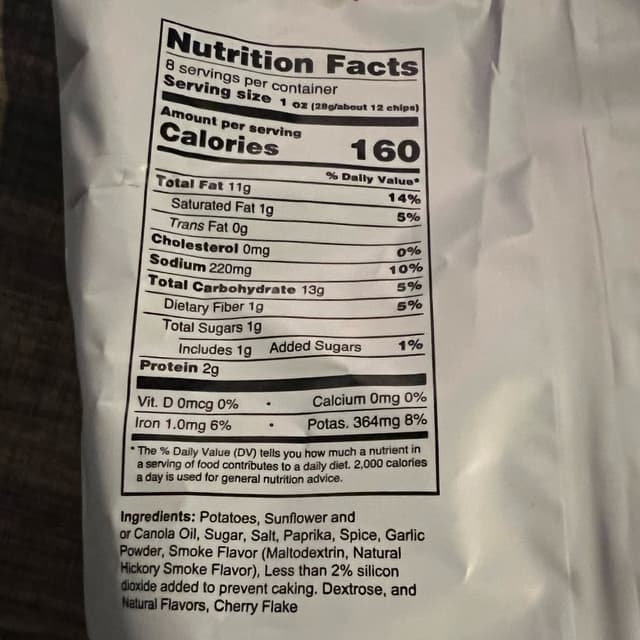 Nutrition Facts
8 servings per container
Serving size 1 oz (28g/about 12 chips)
Amount per serving
Calories 160
% Daily Value*
Total Fat 11g 14%
Saturated Fat 1g 5%
Trans Fat 0g
Cholesterol 0mg 0%
Sodium 220mg 10%
Total Carbohydrate 13g 5%
Dietary Fiber 1g 5%
Total Sugars 1g
Includes 1g Added Sugars 1%
Protein 2g
Vit. D 0mcg 0% • Calcium 0mg 0%
Iron 1.0mg 6% • Potas. 364mg 8%
* The % Daily Value (DV) tells you how much a nutrient in
a serving of food contributes to a daily diet. 2,000 calories
a day is used for general nutrition advice.
Ingredients: Potatoes, Sunflower and
or Canola Oil, Sugar, Salt, Paprika, Spice, Garlic
Powder, Smoke Flavor (Maltodextrin, Natural
Hickory Smoke Flavor), Less than 2% silicon
dioxide added to prevent caking. Dextrose, and
Natural Flavors, Cherry Flake